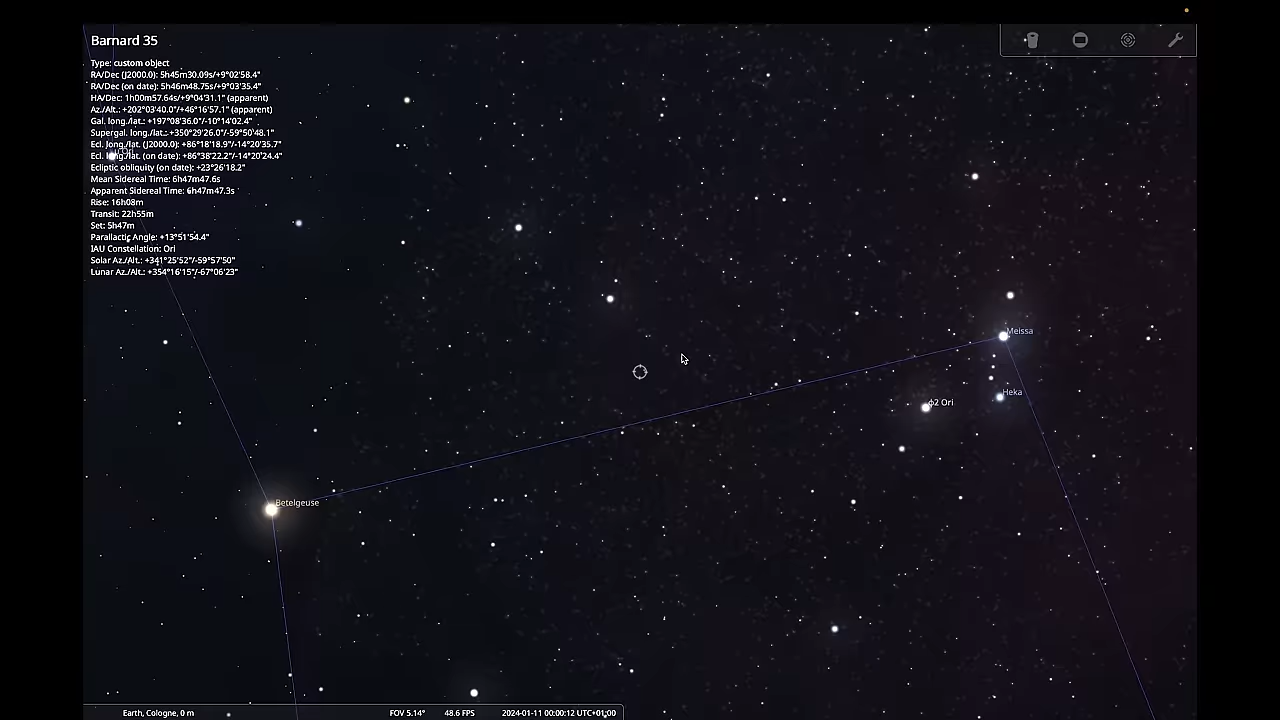 Barnard 35
Type: custom object
RA/Dec (J2000.0): 5h45m30.09s/+9°02'58.4"
RA/Dec (on date): 5h46m48.75s/+9°03'35.4"
HA/Dec: 1h00m57.64s/+9°04'31.1" (apparent)
Az./Alt.: +202°03'40.0"/+46°16'57.1" (apparent)
Gal. long./lat.: +197°08'36.0"/-10°14'02.4"
Supergal. long./lat.: +350°29'26.0"/-59°50'48.1"
Ecl. long./lat. (J2000.0): +86°18'18.9"/-14°20'35.7"
Ecl. long./lat. (on date): +86°38'22.2"/-14°20'24.4"
Ecliptic obliquity (on date): +23°26'18.2"
Mean Sidereal Time: 6h47m47.6s
Apparent Sidereal Time: 6h47m47.3s
Rise: 16h08m
Transit: 22h55m
Set: 5h47m
Parallactic Angle: +13°51'54.4"
IAU Constellation: Ori
Solar Az./Alt.: +341°25'52"/-59°57'50"
Lunar Az./Alt.: +354°16'15"/-67°06'23"
Meissa
Heka
φ2 Ori
Betelgeuse
Earth, Cologne, 0 m
FOV 5.14°
48.6 FPS
2024-01-11 00:00:12 UTC+01:00